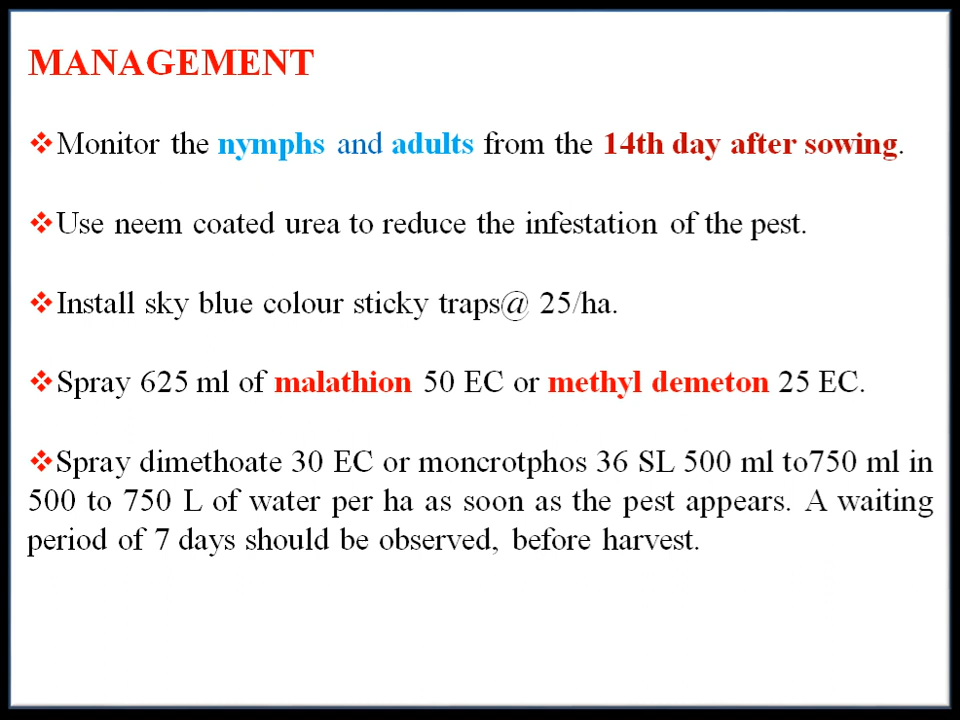 MANAGEMENT
❖Monitor the nymphs and adults from the 14th day after sowing.
❖Use neem coated urea to reduce the infestation of the pest.
❖Install sky blue colour sticky traps@ 25/ha.
❖Spray 625 ml of malathion 50 EC or methyl demeton 25 EC.
❖Spray dimethoate 30 EC or moncrotphos 36 SL 500 ml to750 ml in
500 to 750 L of water per ha as soon as the pest appears. A waiting
period of 7 days should be observed, before harvest.